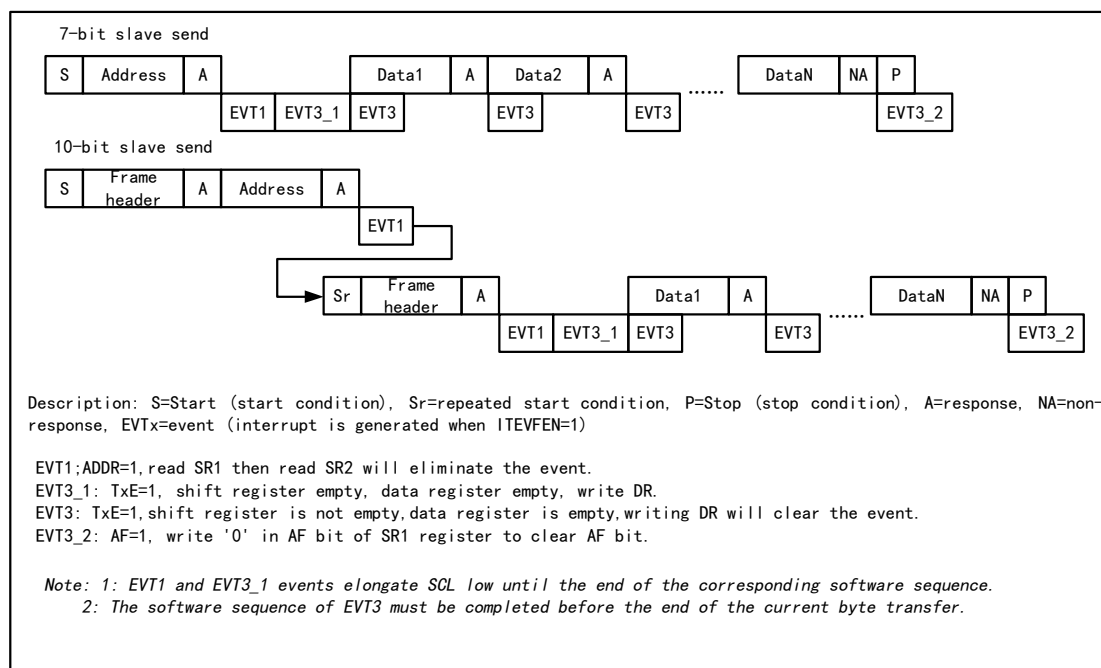 7-bit slave send
S Address A Data1 A Data2 A ...... DataN NA P
EVT1 EVT3_1 EVT3 EVT3 EVT3 EVT3_2
10-bit slave send
S Frame header A Address A
EVT1
Sr Frame header A Data1 A ...... DataN NA P
EVT1 EVT3_1 EVT3 EVT3 EVT3_2
Description: S=Start (start condition), Sr=repeated start condition, P=Stop (stop condition), A=response, NA=non-
response, EVTx=event (interrupt is generated when ITEVFEN=1)
EVT1;ADDR=1,read SR1 then read SR2 will eliminate the event.
EVT3_1: TxE=1, shift register empty, data register empty, write DR.
EVT3: TxE=1,shift register is not empty,data register is empty,writing DR will clear the event.
EVT3_2: AF=1, write '0' in AF bit of SR1 register to clear AF bit.
Note: 1: EVT1 and EVT3_1 events elongate SCL low until the end of the corresponding software sequence.
2: The software sequence of EVT3 must be completed before the end of the current byte transfer.